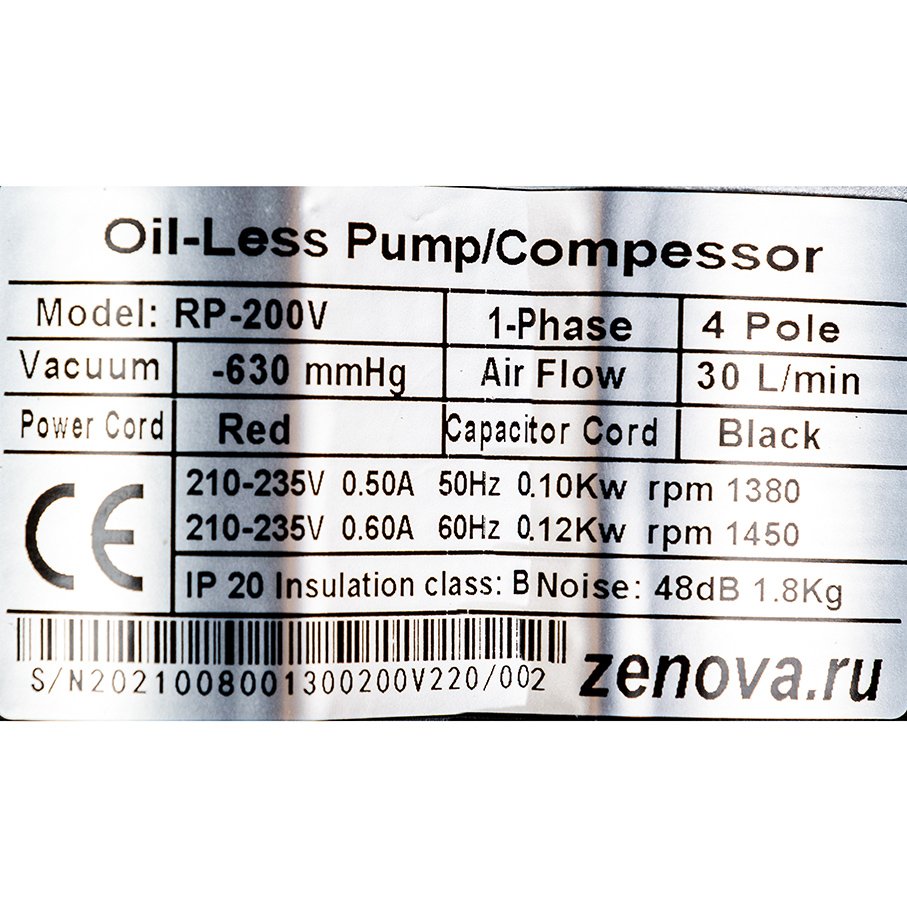 Oil-Less Pump/Compessor
Model: RP-200V 1-Phase 4 Pole
Vacuum -630 mmHg Air Flow 30 L/min
Power Cord Red Capacitor Cord Black
CE
210-235V 0.50A 50Hz 0.10Kw rpm 1380
210-235V 0.60A 60Hz 0.12Kw rpm 1450
IP 20 Insulation class: B Noise: 48dB 1.8Kg
S/N2021008001300200V220/002
zenova.ru